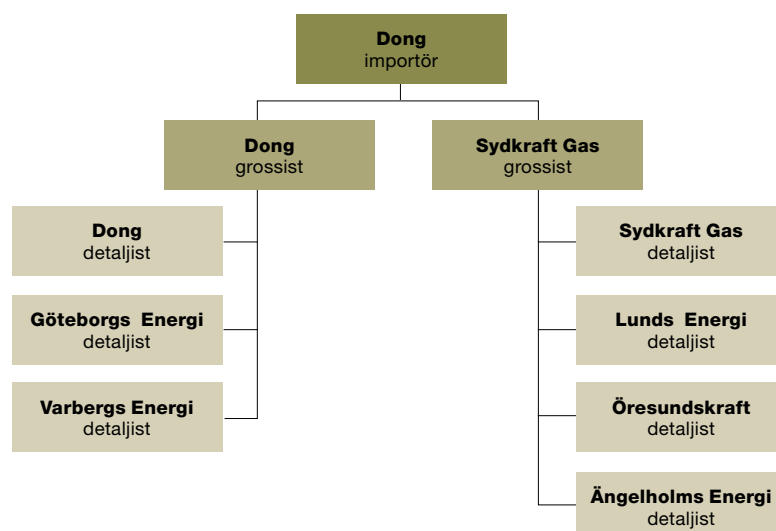 Dong
importör
Dong
grossist
Sydkraft Gas
grossist
Dong
detaljist
Göteborgs Energi
detaljist
Varbergs Energi
detaljist
Sydkraft Gas
detaljist
Lunds Energi
detaljist
Öresundskraft
detaljist
Ängelholms Energi
detaljist